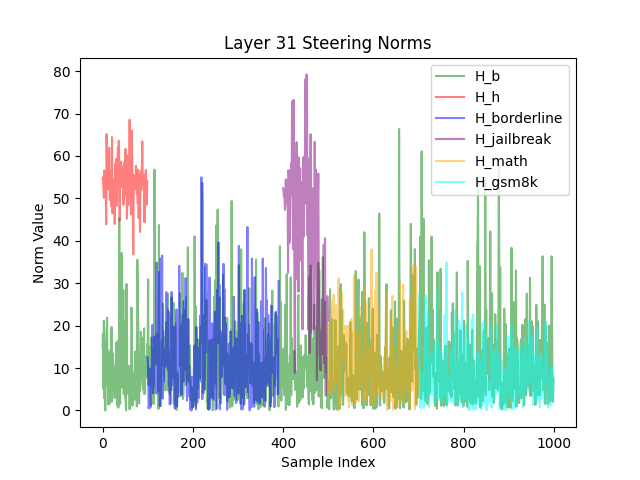 Layer 31 Steering Norms
H_b
H_h
H_borderline
H_jailbreak
H_math
H_gsm8k
Norm Value
80
70
60
50
40
30
20
10
0
0 200 400 600 800 1000
Sample Index